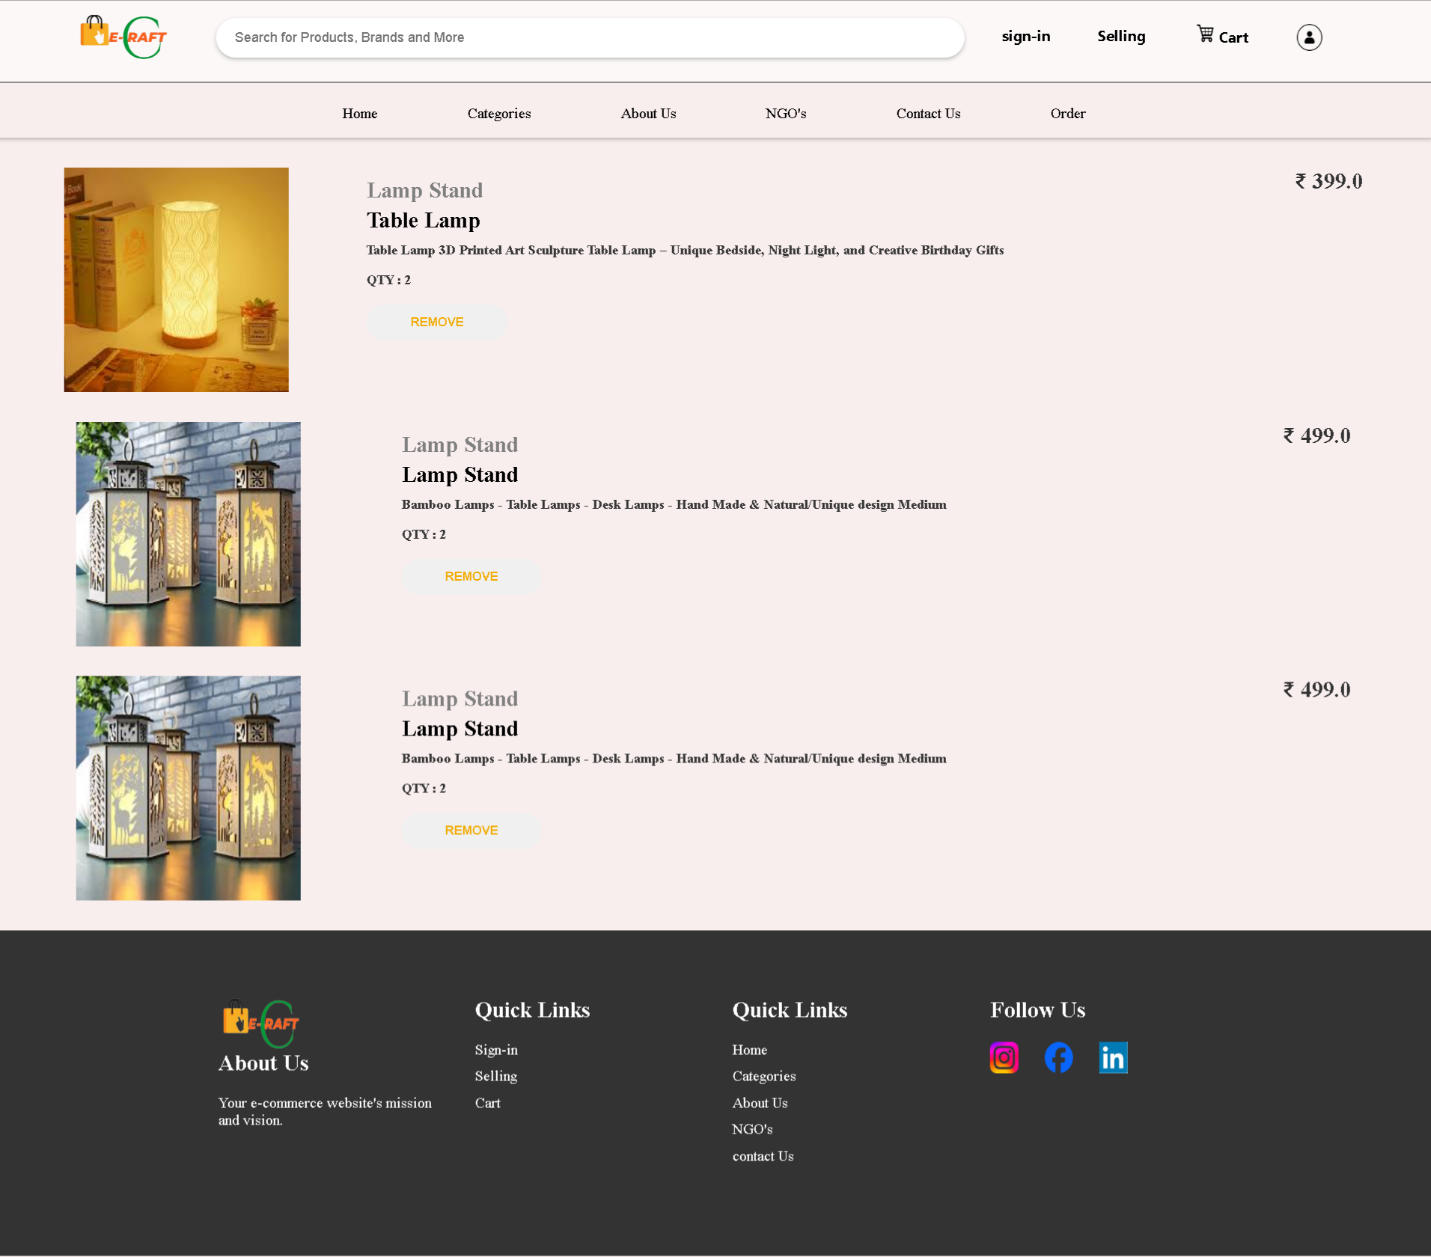 E-RAFT
Search for Products, Brands and More
sign-in
Selling
Cart
Home
Categories
About Us
NGO's
Contact Us
Order
Lamp Stand
₹ 399.0
Table Lamp
Table Lamp 3D Printed Art Sculpture Table Lamp – Unique Bedside, Night Light, and Creative Birthday Gifts
QTY : 2
REMOVE
Lamp Stand
₹ 499.0
Lamp Stand
Bamboo Lamps - Table Lamps - Desk Lamps - Hand Made & Natural/Unique design Medium
QTY : 2
REMOVE
Lamp Stand
₹ 499.0
Lamp Stand
Bamboo Lamps - Table Lamps - Desk Lamps - Hand Made & Natural/Unique design Medium
QTY : 2
REMOVE
E-RAFT
About Us
Your e-commerce website's mission
and vision.
Quick Links
Sign-in
Selling
Cart
Quick Links
Home
Categories
About Us
NGO's
contact Us
Follow Us
in